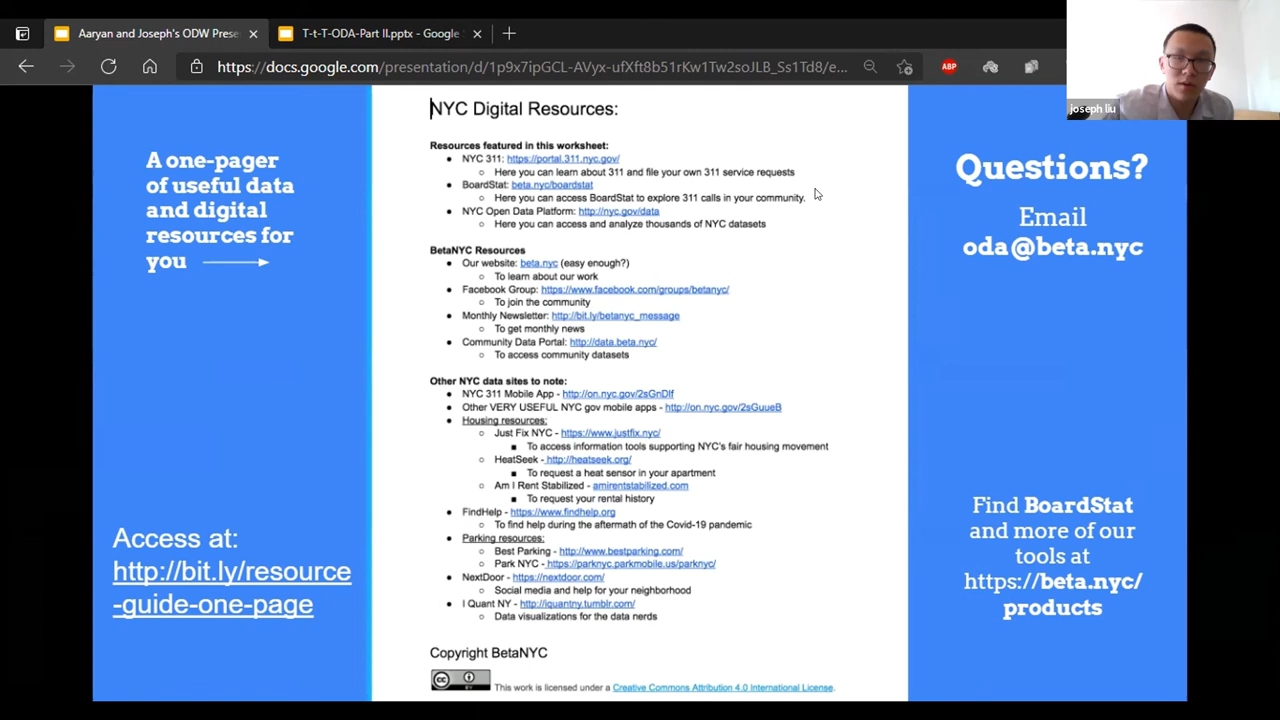 Aaryan and Joseph's ODW Prese
T-t-T-ODA-Part II.pptx - Google S
https://docs.google.com/presentation/d/1p9x7ipGCL-AVyx-ufXft8b51rKw1Tw2soJLB_Ss1Td8/e...
ABP
joseph liu
A one-pager
of useful data
and digital
resources for
you
Access at:
http://bit.ly/resource
-guide-one-page
NYC Digital Resources:
Resources featured in this worksheet:
NYC 311: https://portal.311.nyc.gov/
Here you can learn about 311 and file your own 311 service requests
BoardStat: beta.nyc/boardstat
Here you can access BoardStat to explore 311 calls in your community.
NYC Open Data Platform: http://nyc.gov/data
Here you can access and analyze thousands of NYC datasets
BetaNYC Resources
Our website: beta.nyc (easy enough?)
To learn about our work
Facebook Group: https://www.facebook.com/groups/betanyc/
To join the community
Monthly Newsletter: http://bit.ly/betanyc_message
To get monthly news
Community Data Portal: http://data.beta.nyc/
To access community datasets
Other NYC data sites to note:
NYC 311 Mobile App - http://on.nyc.gov/2sGnDlf
Other VERY USEFUL NYC gov mobile apps - http://on.nyc.gov/2sGuueB
Housing resources:
Just Fix NYC - https://www.justfix.nyc/
To access information tools supporting NYC's fair housing movement
HeatSeek - http://heatseek.org/
To request a heat sensor in your apartment
Am I Rent Stabilized - amirentstabilized.com
To request your rental history
FindHelp - https://www.findhelp.org
To find help during the aftermath of the Covid-19 pandemic
Parking resources:
Best Parking - http://www.bestparking.com/
Park NYC - https://parknyc.parkmobile.us/parknyc/
NextDoor - https://nextdoor.com/
Social media and help for your neighborhood
I Quant NY - http://iquantny.tumblr.com/
Data visualizations for the data nerds
Copyright BetaNYC
CC BY
This work is licensed under a Creative Commons Attribution 4.0 International License.
Questions?
Email
oda@beta.nyc
Find BoardStat
and more of our
tools at
https://beta.nyc/
products